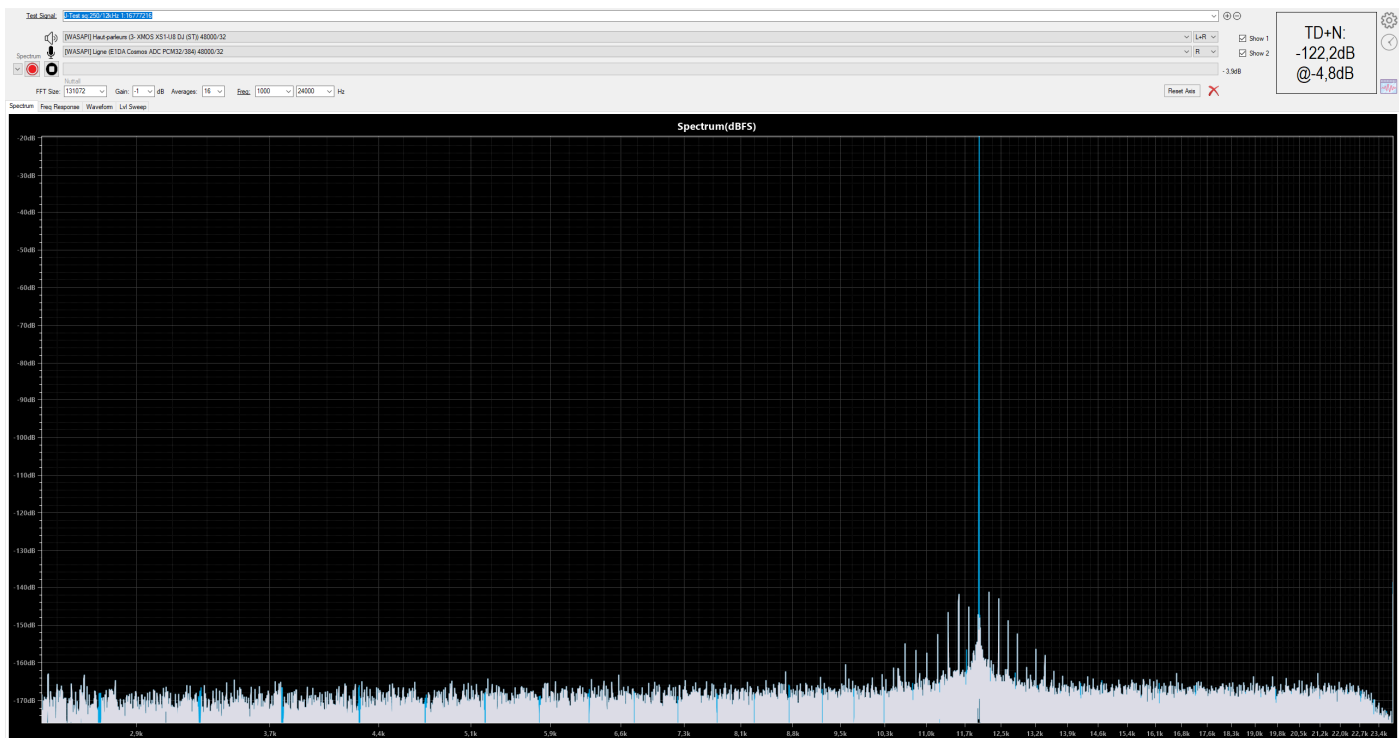 Test Signal: J-Test sq:250/12kHz 1:16777216
[WASAPI] Haut-parleurs (3- XMOS XS1-U8 DJ (ST)) 48000/32 L+R Show 1
[WASAPI] Ligne (E1DA Cosmos ADC PCM32/384) 48000/32 R Show 2
Spectrum
- 3,9dB
TD+N:
-122,2dB
@-4,8dB
Nuttall
FFT Size: 131072 Gain: -1 dB Averages: 16 Freq: 1000 24000 Hz Reset Axis
Spectrum Freq Response Waveform Lvl Sweep
Spectrum(dBFS)
-20dB
-30dB
-40dB
-50dB
-60dB
-70dB
-80dB
-90dB
-100dB
-110dB
-120dB
-130dB
-140dB
-150dB
-160dB
-170dB
2,9k 3,7k 4,4k 5,1k 5,9k 6,6k 7,3k 8,1k 8,8k 9,5k 10,3k 11,0k 11,7k 12,5k 13,2k 13,9k 14,6k 15,4k 16,1k 16,8k 17,6k 18,3k 19,0k 19,8k 20,5k 21,2k 22,0k 22,7k 23,4k